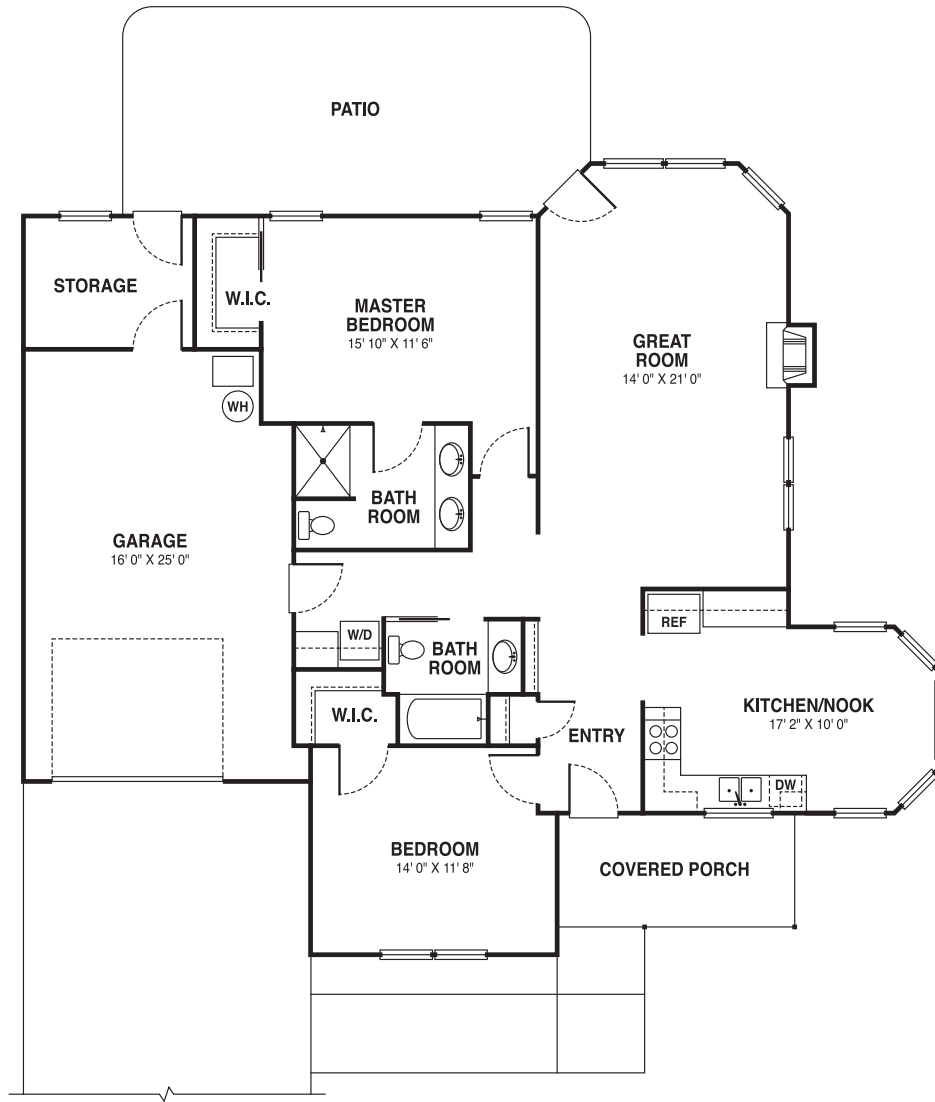 PATIO
STORAGE
W.I.C.
MASTER
BEDROOM
15' 10" X 11' 6"
GREAT
ROOM
14' 0" X 21' 0"
WH
BATH
ROOM
GARAGE
16' 0" X 25' 0"
REF
W/D
BATH
ROOM
W.I.C.
ENTRY
KITCHEN/NOOK
17' 2" X 10' 0"
DW
BEDROOM
14' 0" X 11' 8"
COVERED PORCH